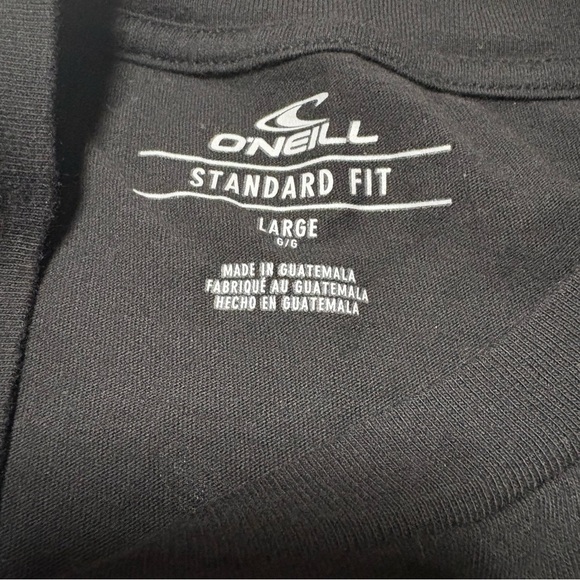 O'NEILL
STANDARD FIT
LARGE
G/G
MADE IN GUATEMALA
FABRIQUÉ AU GUATEMALA
HECHO EN GUATEMALA